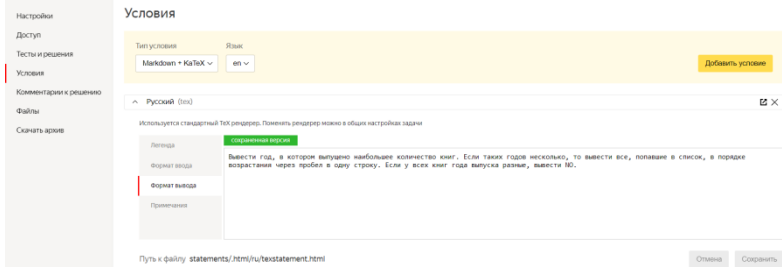 Настройки
Доступ
Тесты и решения
Условия
Комментарии к решению
Файлы
Скачать архив
Условия
Тип условия Язык
Markdown + KaTeX en
Добавить условие
Русский (tex)
Используется стандартный TeX рендерер. Поменять рендерер можно в общих настройках задачи
Легенда
Формат ввода
Формат вывода
Примечания
сохраненная версия
Вывести год, в котором выпущено наибольшее количество книг. Если таких годов несколько, то вывести все, попавшие в список, в порядке
возрастания через пробел в одну строку. Если у всех книг года выпуска разные, вывести NO.
Путь к файлу statements/.html/ru/texstatement.html
Отмена Сохранить